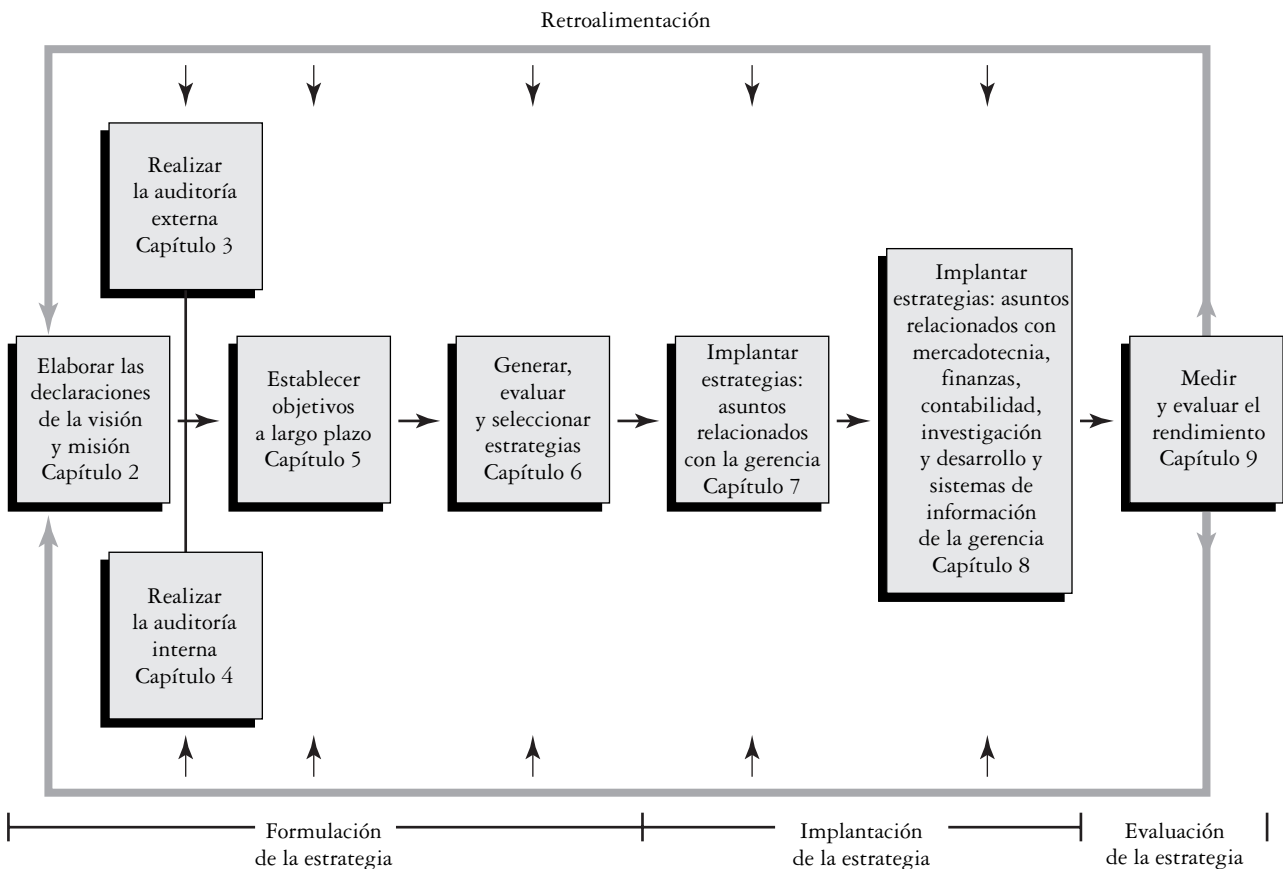 Retroalimentación
Realizar
la auditoría
externa
Capítulo 3
Elaborar las
declaraciones
de la visión
y misión
Capítulo 2
Establecer
objetivos
a largo plazo
Capítulo 5
Generar,
evaluar
y seleccionar
estrategias
Capítulo 6
Implantar
estrategias:
asuntos
relacionados
con la gerencia
Capítulo 7
Implantar
estrategias: asuntos
relacionados con
mercadotecnia,
finanzas,
contabilidad,
investigación
y desarrollo y
sistemas de
información
de la gerencia
Capítulo 8
Medir
y evaluar el
rendimiento
Capítulo 9
Realizar
la auditoría
interna
Capítulo 4
Formulación
de la estrategia
Implantación
de la estrategia
Evaluación
de la estrategia